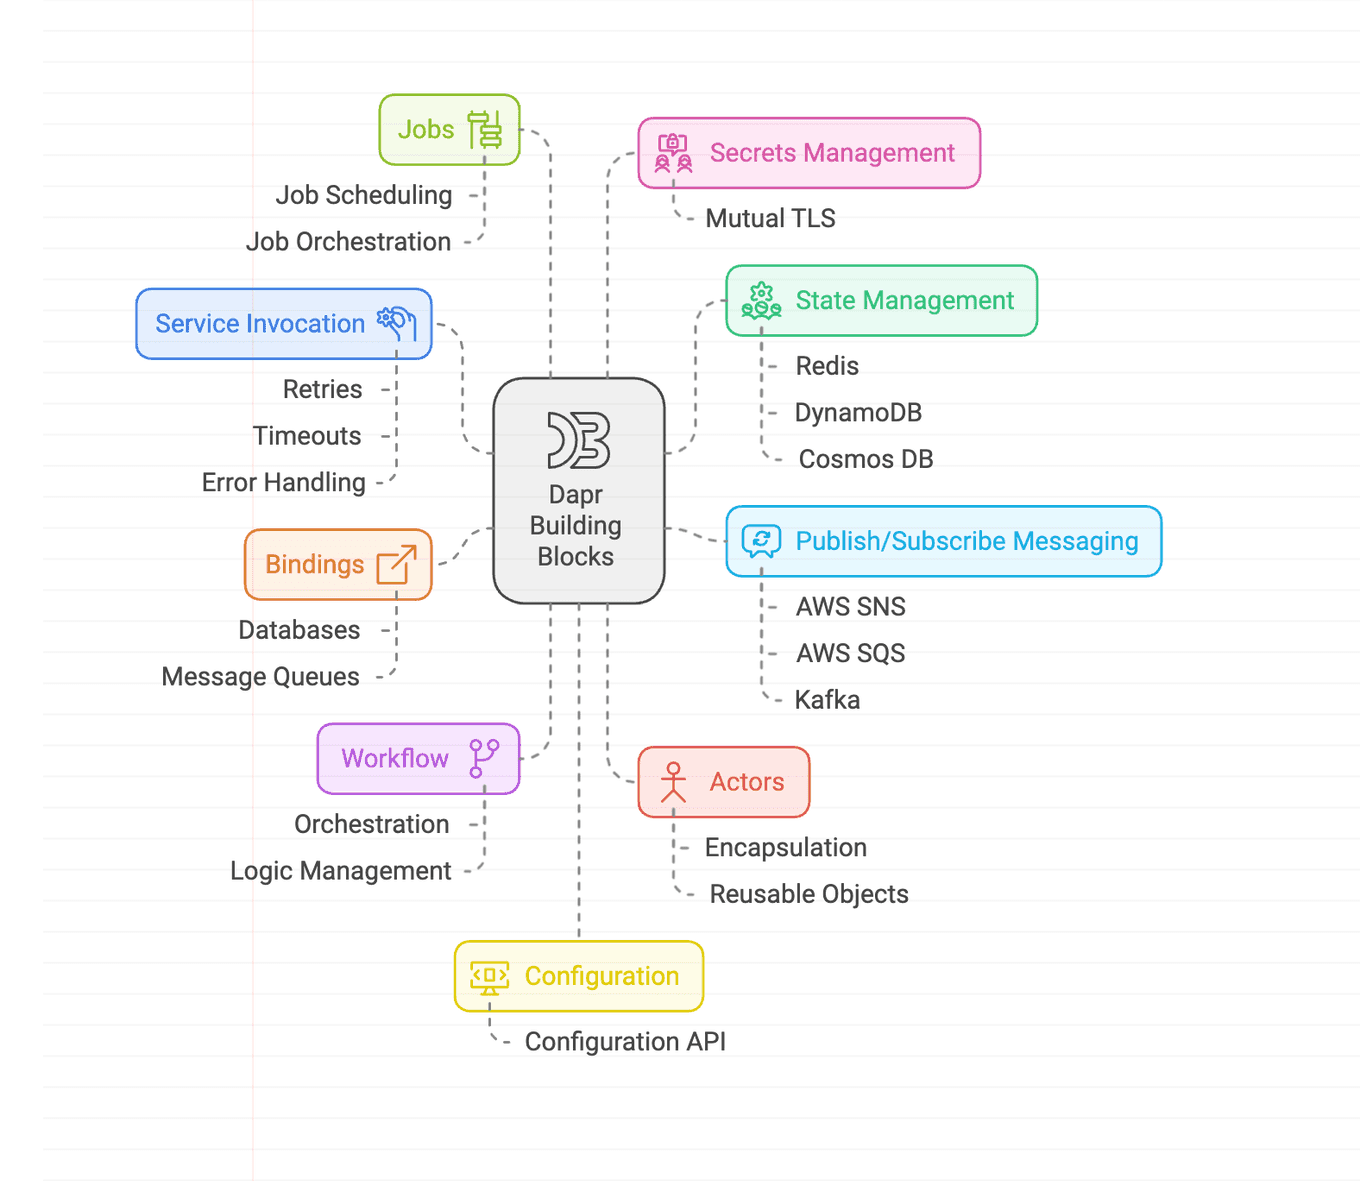 Jobs
Job Scheduling
Job Orchestration
Secrets Management
Mutual TLS
Service Invocation
Retries
Timeouts
Error Handling
State Management
Redis
DynamoDB
Cosmos DB
Dapr
Building
Blocks
Bindings
Databases
Message Queues
Publish/Subscribe Messaging
AWS SNS
AWS SQS
Kafka
Workflow
Orchestration
Logic Management
Actors
Encapsulation
Reusable Objects
Configuration
Configuration API